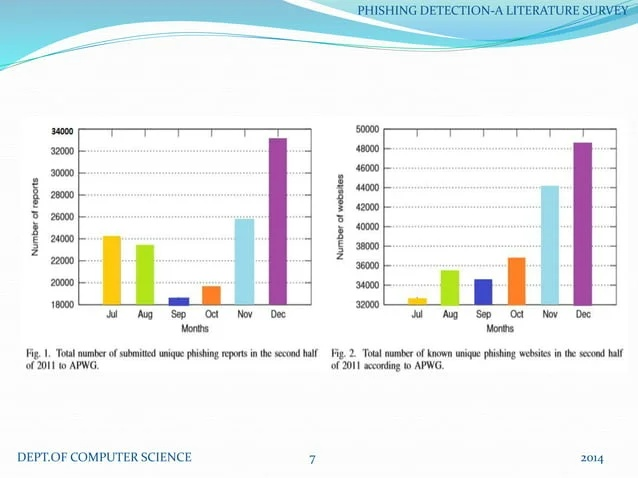 PHISHING DETECTION-A LITERATURE SURVEY
34000
32000
30000
28000
26000
24000
22000
20000
18000
Number of reports
Jul Aug Sep Oct Nov Dec
Months
50000
48000
46000
44000
42000
40000
38000
36000
34000
32000
Number of websites
Jul Aug Sep Oct Nov Dec
Months
Fig. 1. Total number of submitted unique phishing reports in the second half
of 2011 to APWG.
Fig. 2. Total number of known unique phishing websites in the second half
of 2011 according to APWG.
DEPT.OF COMPUTER SCIENCE 7 2014